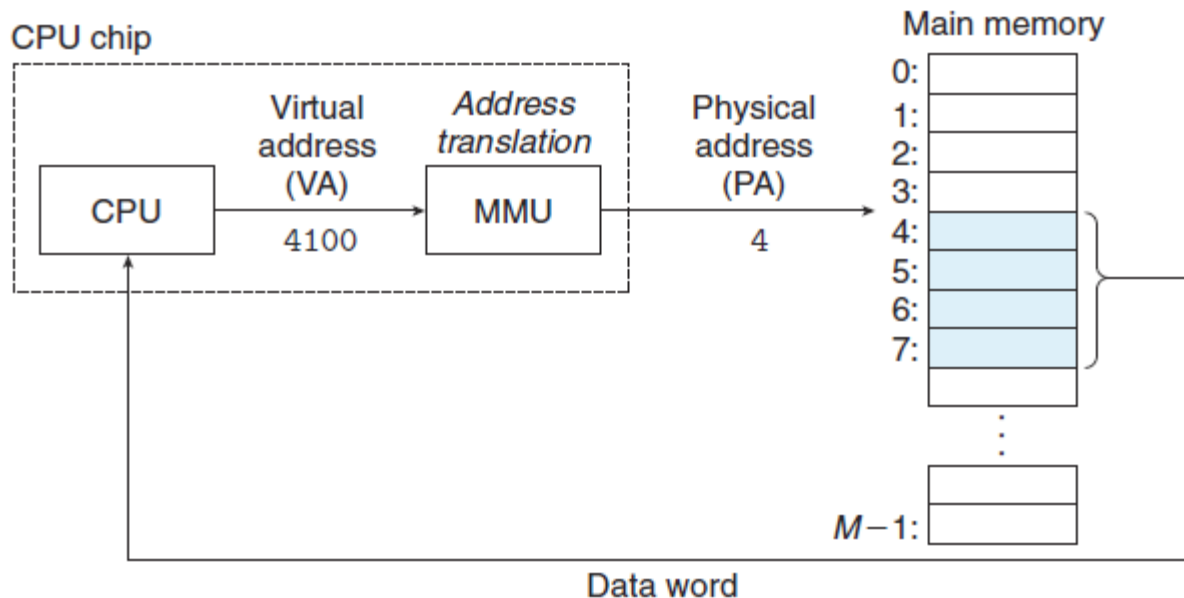 CPU chip
Main memory
Virtual
address
(VA)
4100
Address
translation
Physical
address
(PA)
4
CPU
MMU
0:
1:
2:
3:
4:
5:
6:
7:
⋮
M−1:
Data word